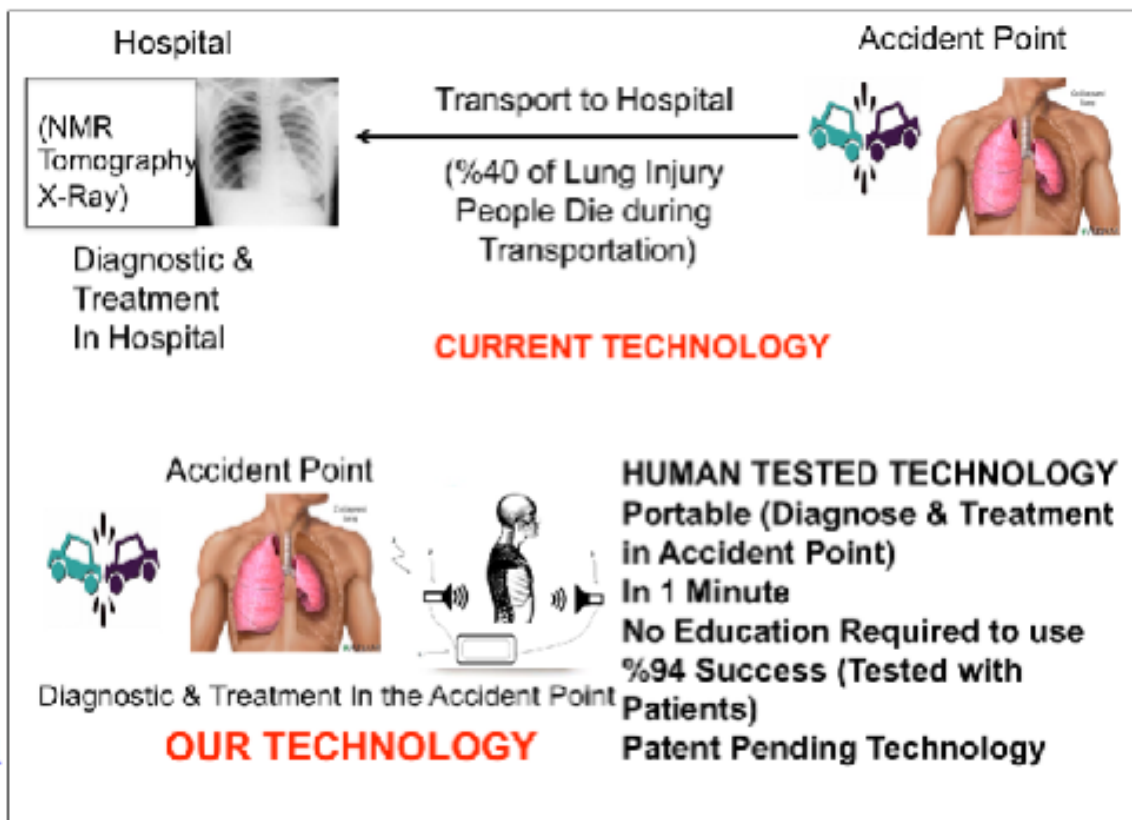 Hospital
Accident Point
(NMR
Tomography
X-Ray)
Transport to Hospital
(%40 of Lung Injury
People Die during
Transportation)
Diagnostic &
Treatment
In Hospital
CURRENT TECHNOLOGY
Accident Point
Diagnostic & Treatment In the Accident Point
OUR TECHNOLOGY
HUMAN TESTED TECHNOLOGY
Portable (Diagnose & Treatment
in Accident Point)
In 1 Minute
No Education Required to use
%94 Success (Tested with
Patients)
Patent Pending Technology